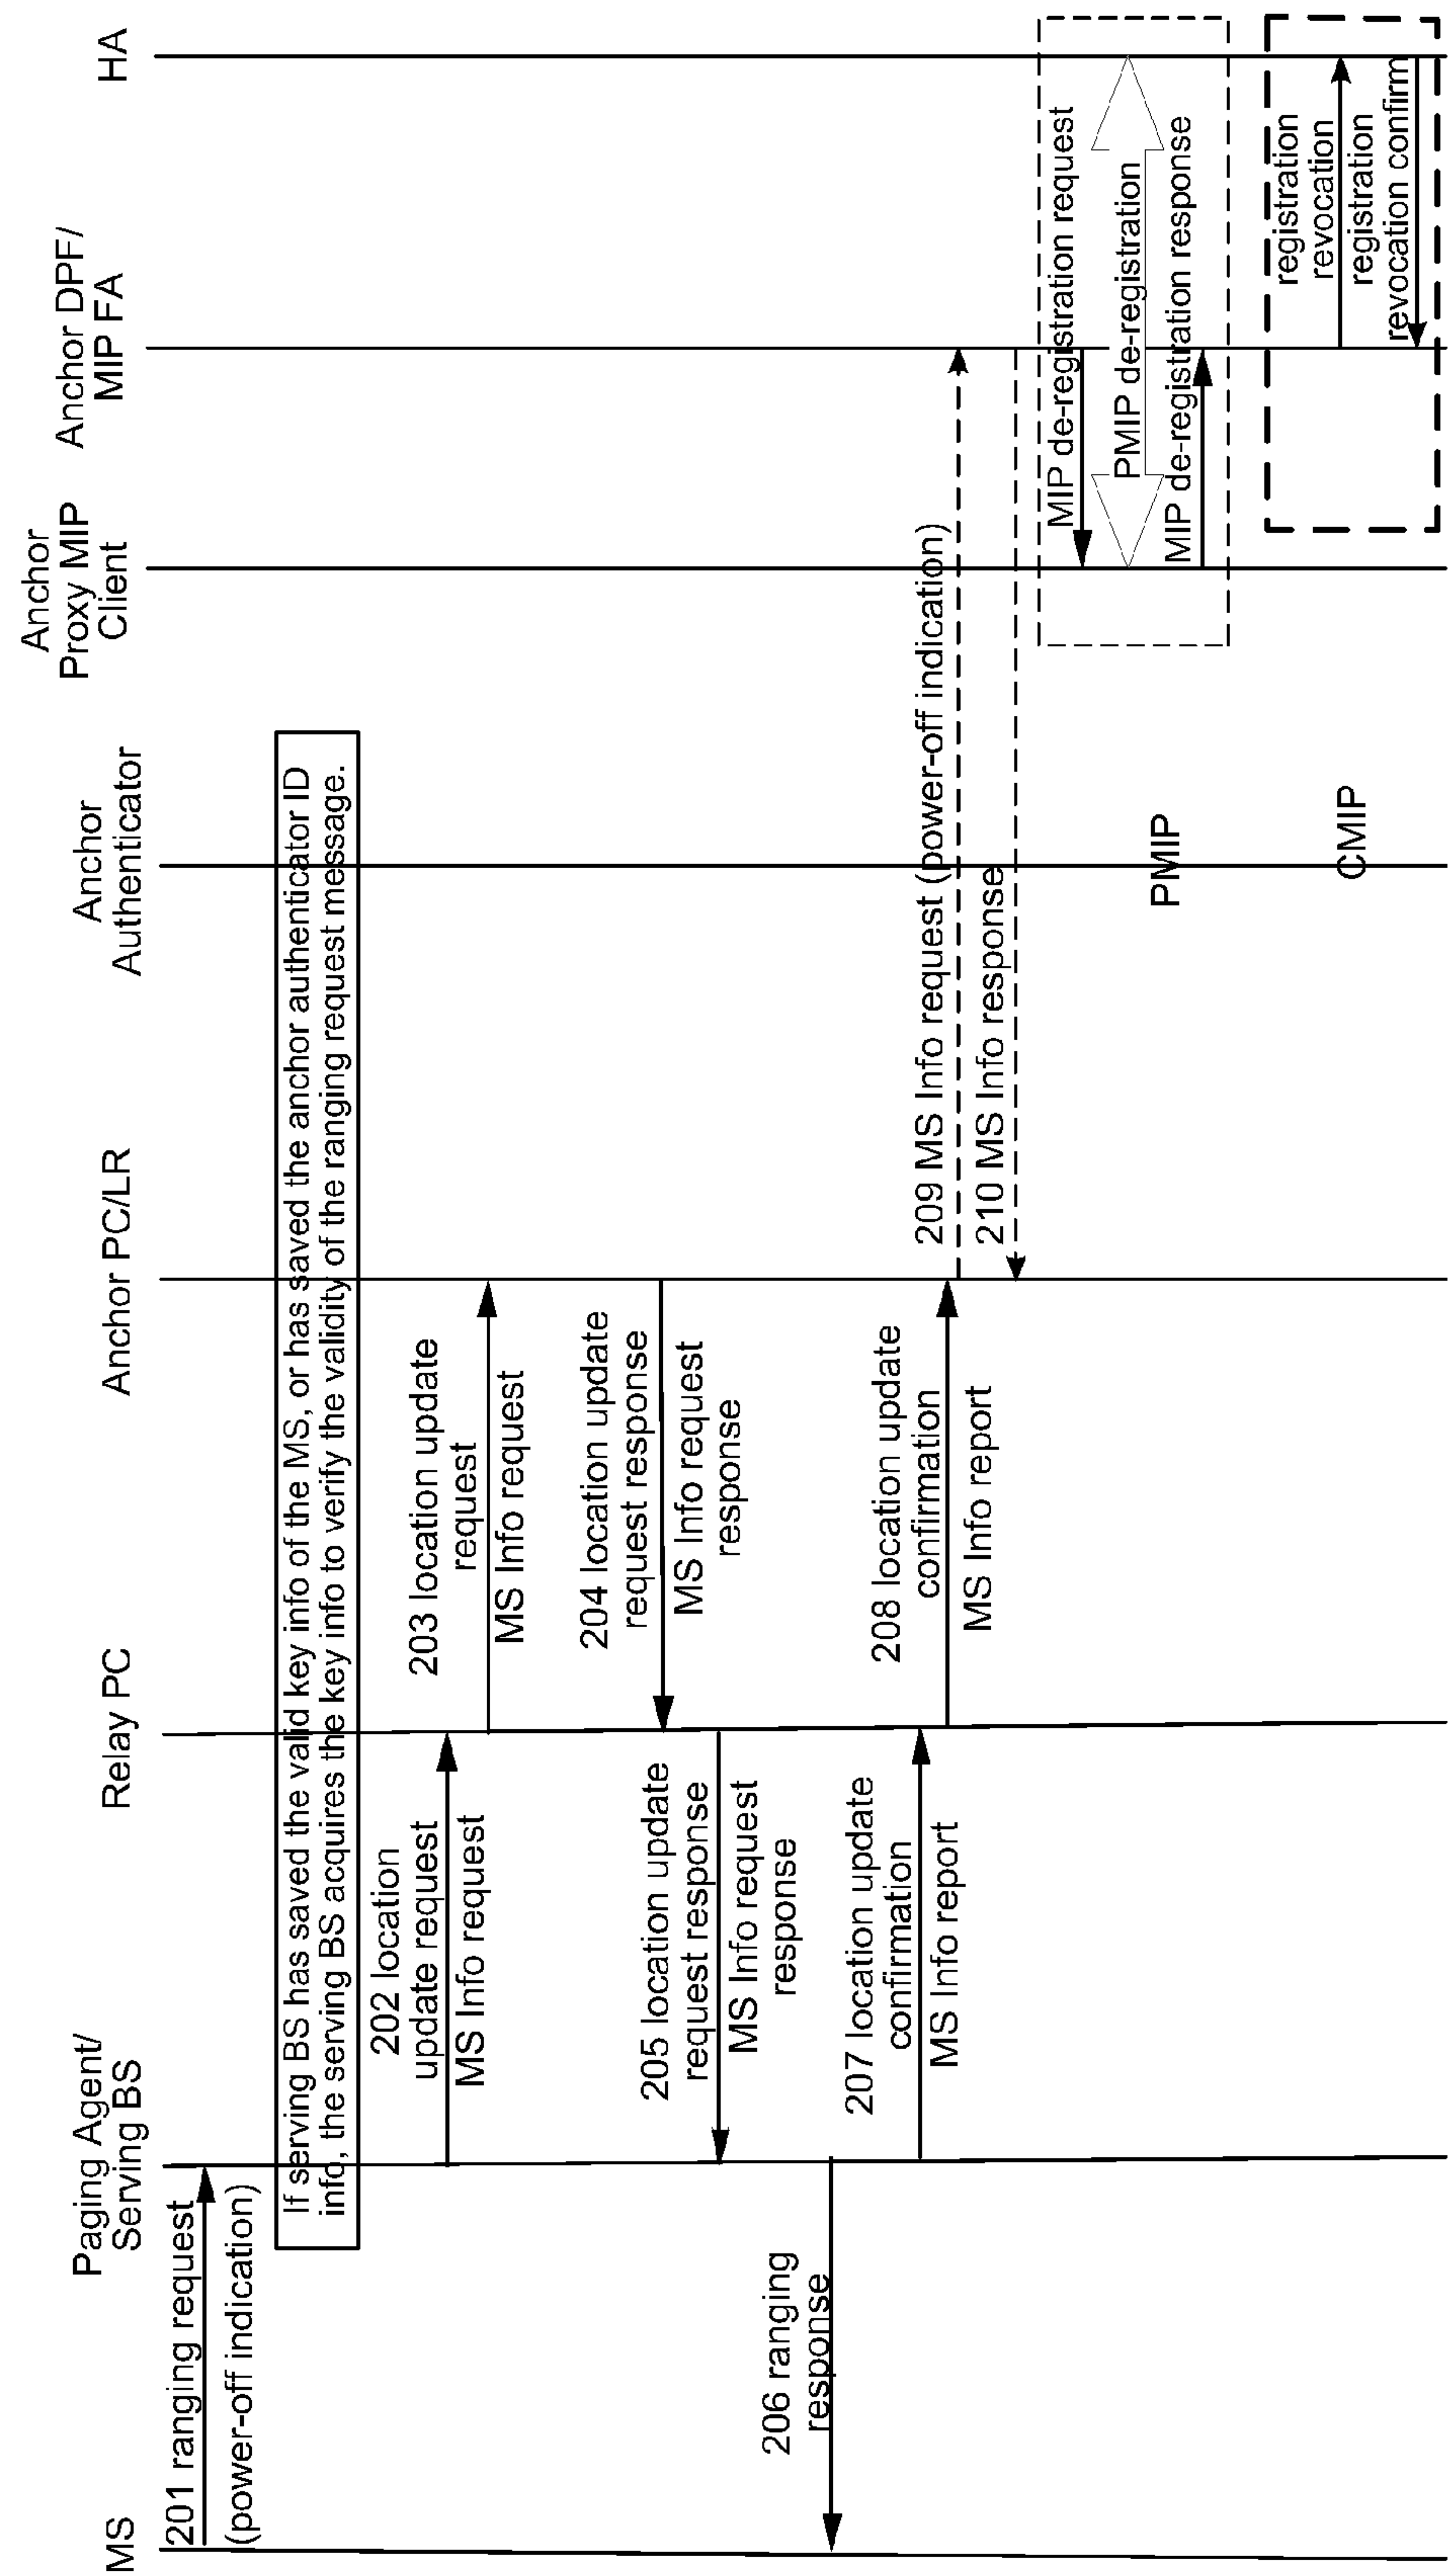 MS
Paging Agent/
Serving BS
Relay PC
Anchor PC/LR
Anchor
Authenticator
Anchor
Proxy MIP
Client
Anchor DPF/
MIP FA
HA
201 ranging request
(power-off indication)
If serving BS has saved the valid key info of the MS, or has saved the anchor authenticator ID
info, the serving BS acquires the key info to verify the validity of the ranging request message.
202 location
update request
MS Info request
203 location update
request
MS Info request
204 location update
request response
MS Info request
response
205 location update
request response
MS Info request
response
206 ranging
response
207 location update
confirmation
MS Info report
208 location update
confirmation
MS Info report
209 MS Info request (power-off indication)
210 MS Info response
MIP de-registration request
PMIP de-registration
MIP de-registration response
PMIP
registration
revocation
registration
revocation confirm
CMIP